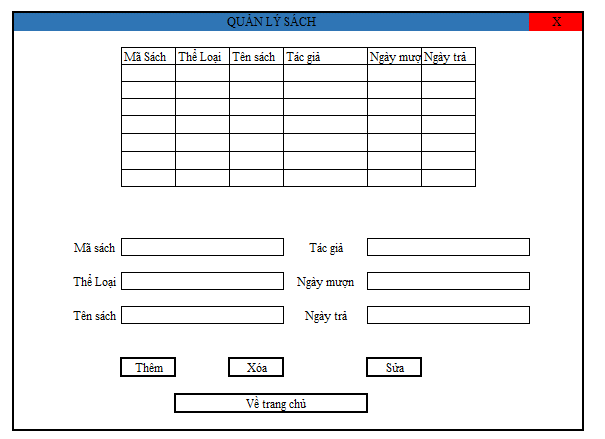 QUẢN LÝ SÁCH X
Mã Sách Thể Loại Tên sách Tác giả Ngày mượ Ngày trả
Mã sách Tác giả
Thể Loại Ngày mượn
Tên sách Ngày trả
Thêm Xóa Sửa
Về trang chủ